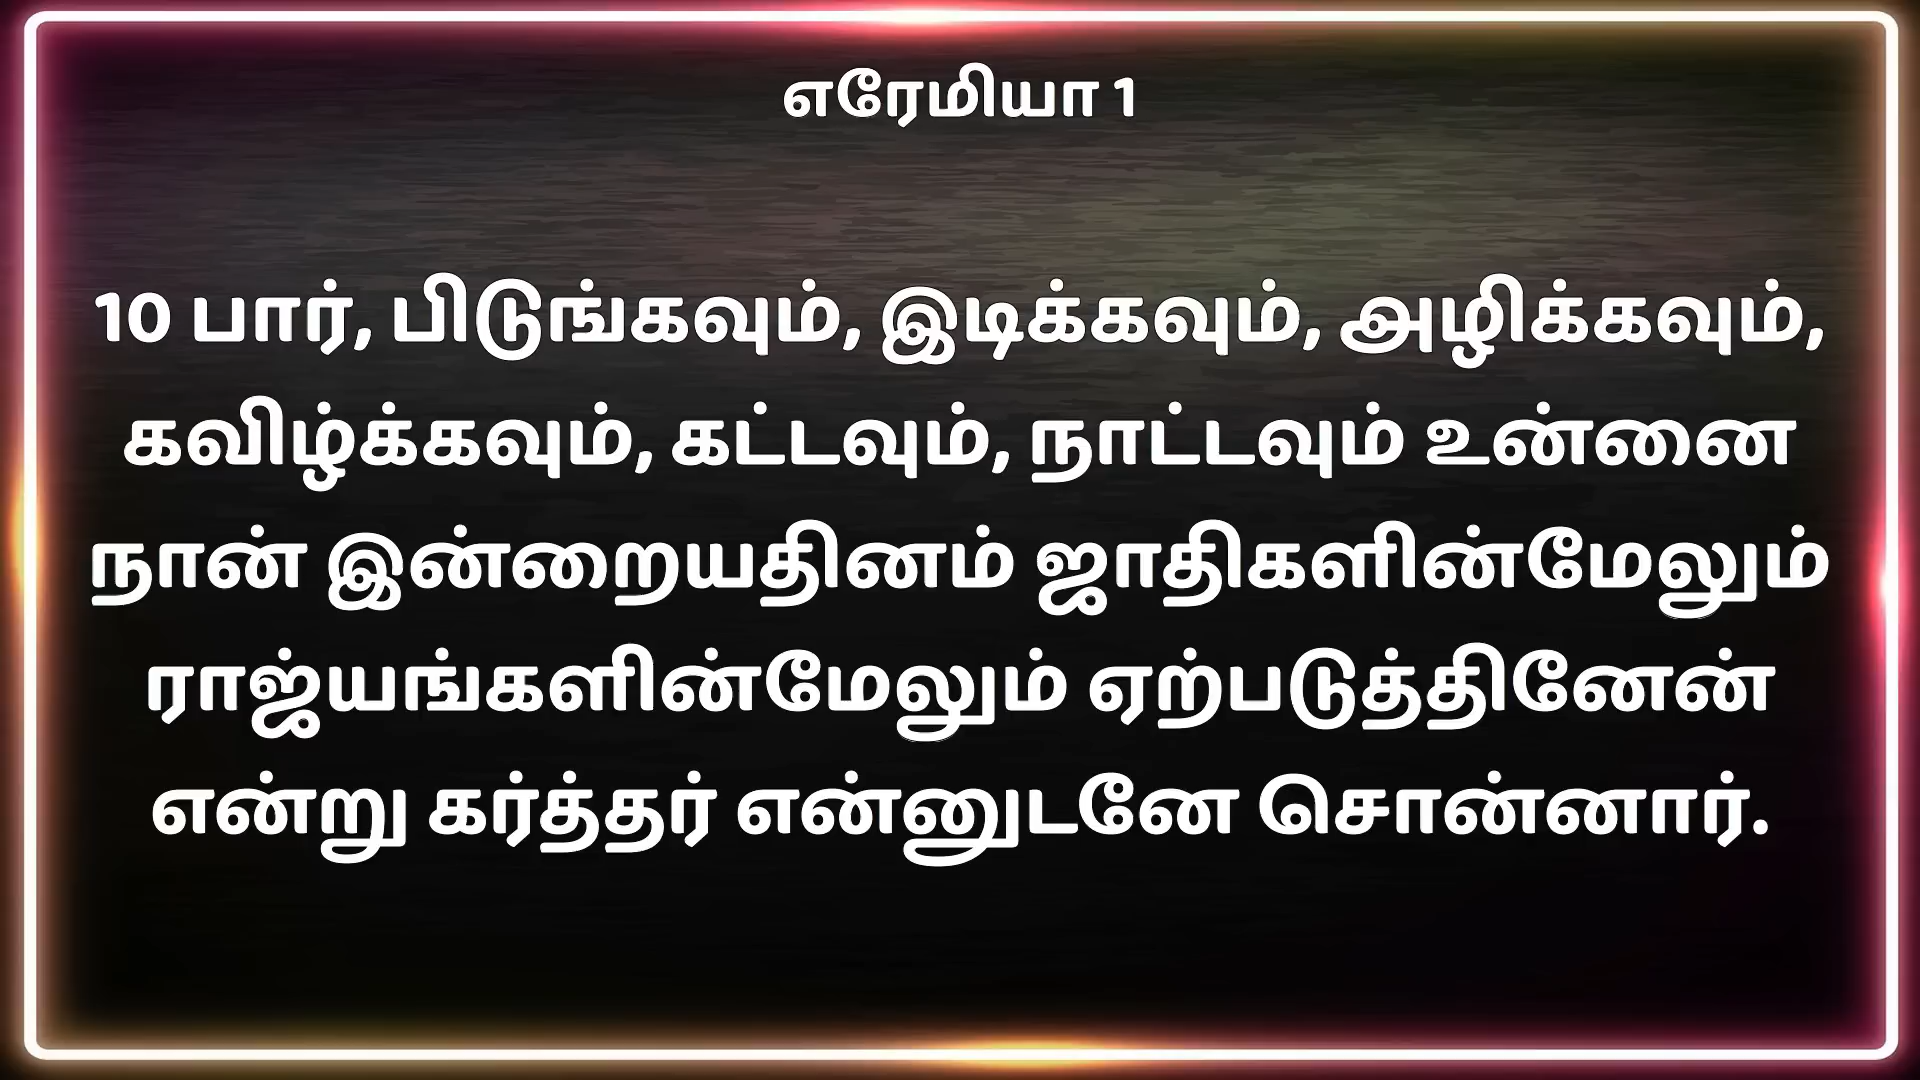 எரேமியா 1
10 பார், பிடுங்கவும், இடிக்கவும், அழிக்கவும்,
கவிழ்க்கவும், கட்டவும், நாட்டவும் உன்னை
நான் இன்றையதினம் ஜாதிகளின்மேலும்
ராஜ்யங்களின்மேலும் ஏற்படுத்தினேன்
என்று கர்த்தர் என்னுடனே சொன்னார்.